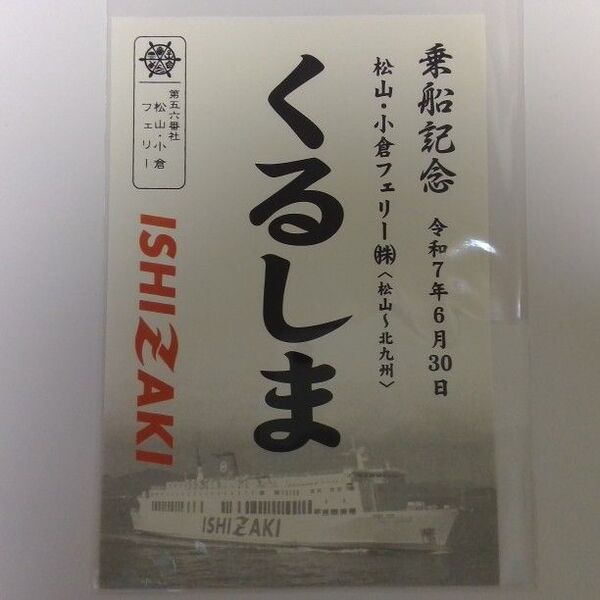 乗船記念 令和7年6月30日
松山・小倉フェリー㈱〈松山～北九州〉
くるしま
第五六番社
松山・小倉
フェリー
ISHIZAKI
ISHIZAKI